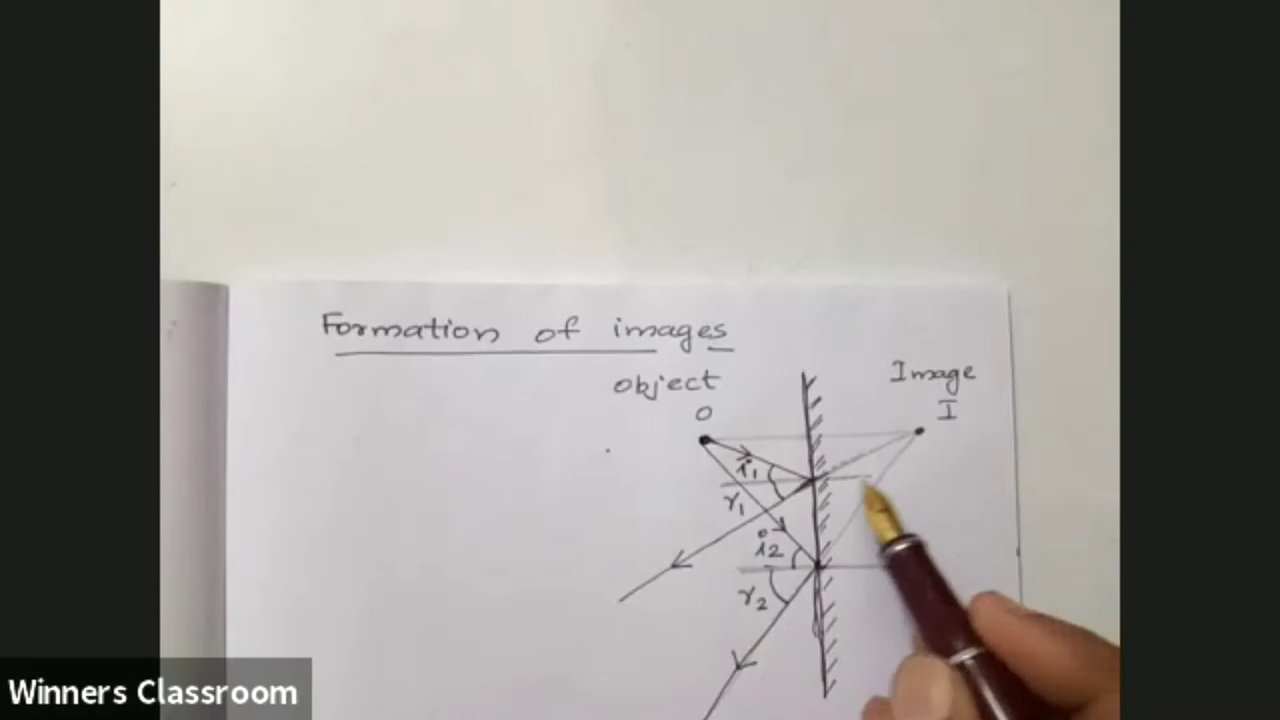 Formation of images
object
Image
O
I
i1
r1
i2
r2
Winners Classroom